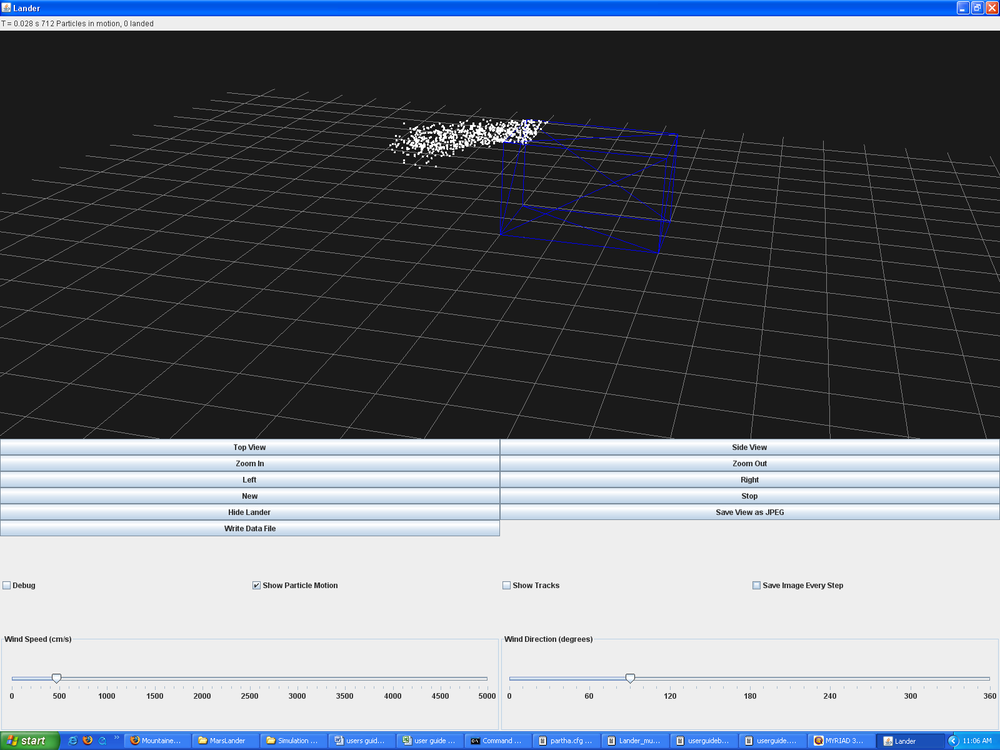 Lander
T = 0.028 s 712 Particles in motion, 0 landed
Top View
Side View
Zoom In
Zoom Out
Left
Right
New
Stop
Hide Lander
Save View as JPEG
Write Data File
Debug
Show Particle Motion
Show Tracks
Save Image Every Step
Wind Speed (cm/s)
Wind Direction (degrees)
0 500 1000 1500 2000 2500 3000 3500 4000 4500 5000
0 60 120 180 240 300 360
start
Mountaine...
MarsLander
Simulation ...
users guid...
user guide ...
Command ...
partha.cfg ...
Lander_mu...
userguideb...
userguide....
MYRIAD 3...
Lander
11:06 AM